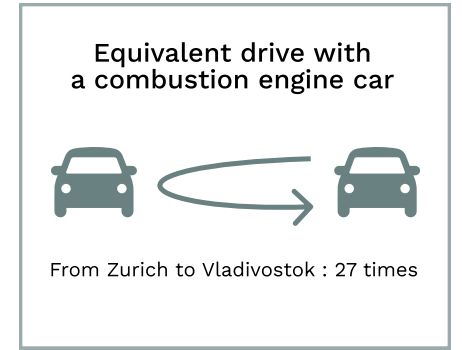 Equivalent drive with
a combustion engine car
From Zurich to Vladivostok : 27 times